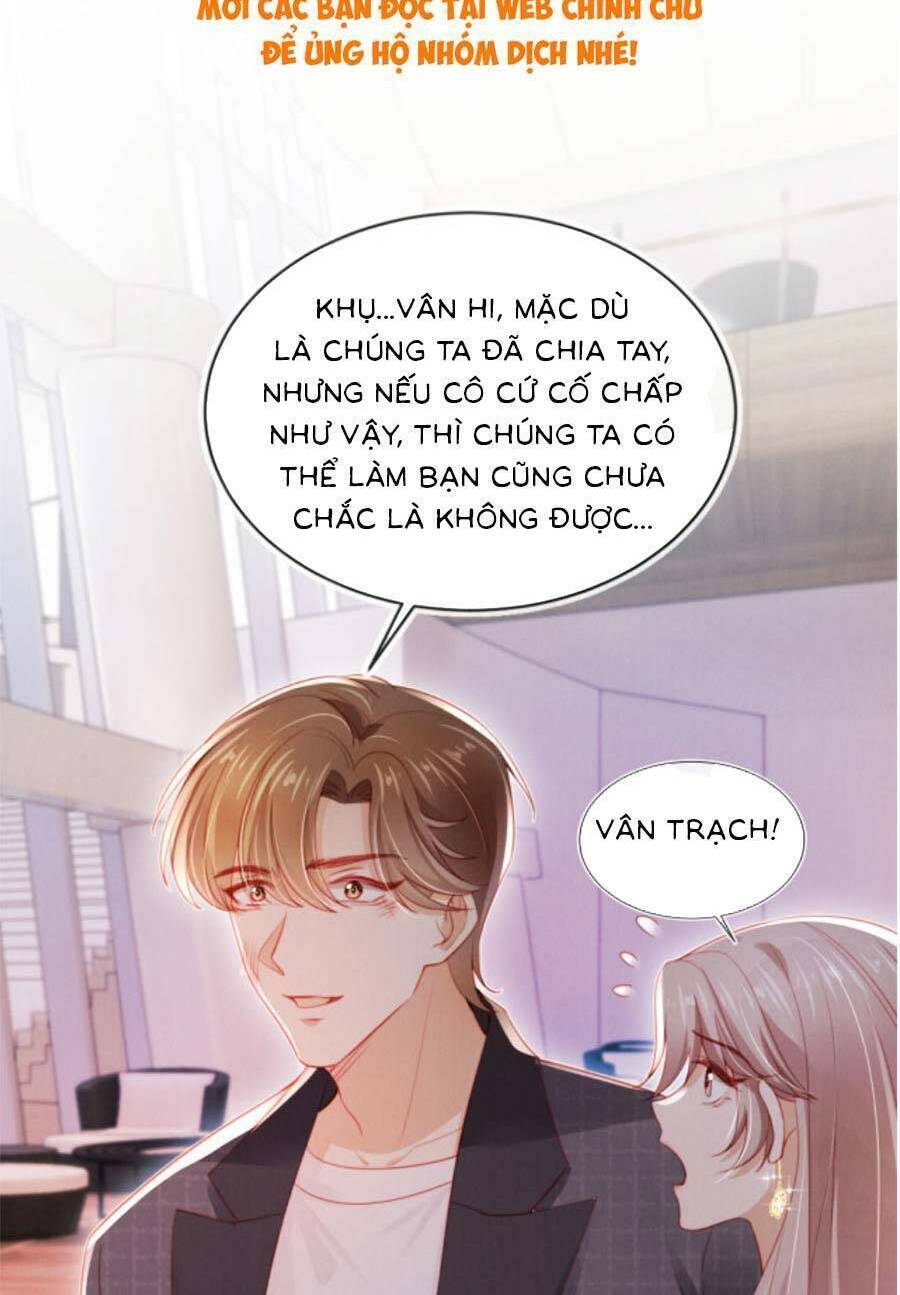 MỜI CÁC BẠN ĐỌC TẠI WEB CHÍNH CHỦ
ĐỂ ỦNG HỘ NHÓM DỊCH NHÉ!
KHỤ...VÂN HI, MẶC DÙ
LÀ CHÚNG TA ĐÃ CHIA TAY,
NHƯNG NẾU CÔ CỨ CỐ CHẤP
NHƯ VẬY, THÌ CHÚNG TA CÓ
THỂ LÀM BẠN CŨNG CHƯA
CHẮC LÀ KHÔNG ĐƯỢC...
VÂN TRẠCH!